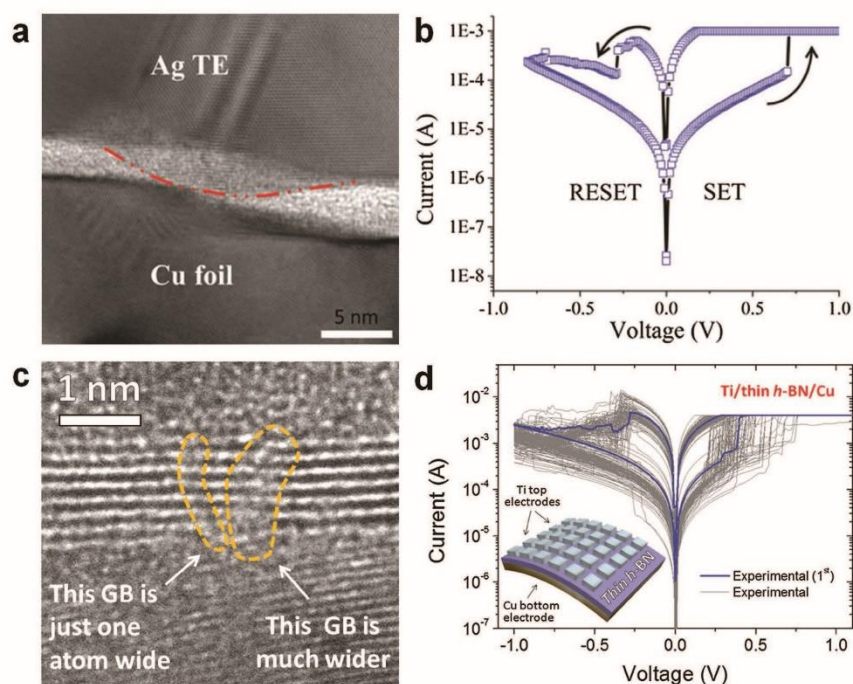 a
Ag TE
Cu foil
5 nm
b
1E-3
1E-4
1E-5
1E-6
1E-7
1E-8
Current (A)
RESET
SET
-1.0
-0.5
0.0
0.5
1.0
Voltage (V)
c
1 nm
This GB is
just one
atom wide
This GB is
much wider
d
Ti/thin h-BN/Cu
10⁻²
10⁻³
10⁻⁴
10⁻⁵
10⁻⁶
10⁻⁷
Current (A)
Ti top
electrodes
Thin h-BN
Cu bottom
electrode
Experimental (1st)
Experimental
-1.0
-0.5
0.0
0.5
1.0
Voltage (V)